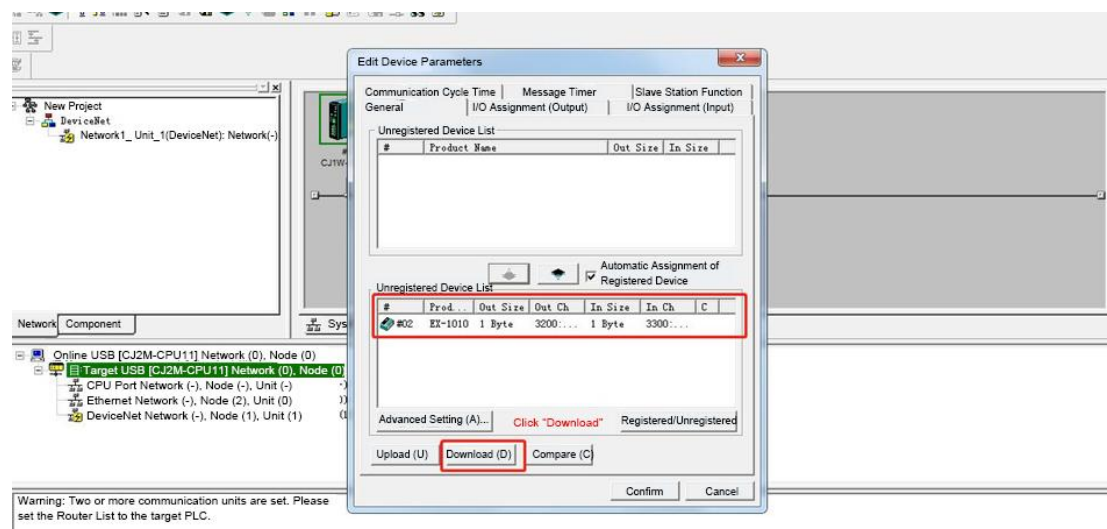 Edit Device Parameters
Communication Cycle Time
Message Timer
Slave Station Function
General
I/O Assignment (Output)
I/O Assignment (Input)
New Project
DeviceNet
Network1_ Unit_1(DeviceNet): Network(-)
#
CJ1W-
Unregistered Device List
# Product Name Out Size In Size
Automatic Assignment of
Registered Device
Unregistered Device List
# Prod... Out Size Out Ch In Size In Ch C
#02 EX-1010 1 Byte 3200:... 1 Byte 3300:...
Network Component
Sys
Online USB [CJ2M-CPU11] Network (0), Node (0)
Target USB [CJ2M-CPU11] Network (0), Node (0)
CPU Port Network (-), Node (-), Unit (-)
Ethernet Network (-), Node (2), Unit (0)
DeviceNet Network (-), Node (1), Unit (1)
Advanced Setting (A)...
Click "Download"
Registered/Unregistered
Upload (U)
Download (D)
Compare (C)
Confirm
Cancel
Warning: Two or more communication units are set. Please
set the Router List to the target PLC.